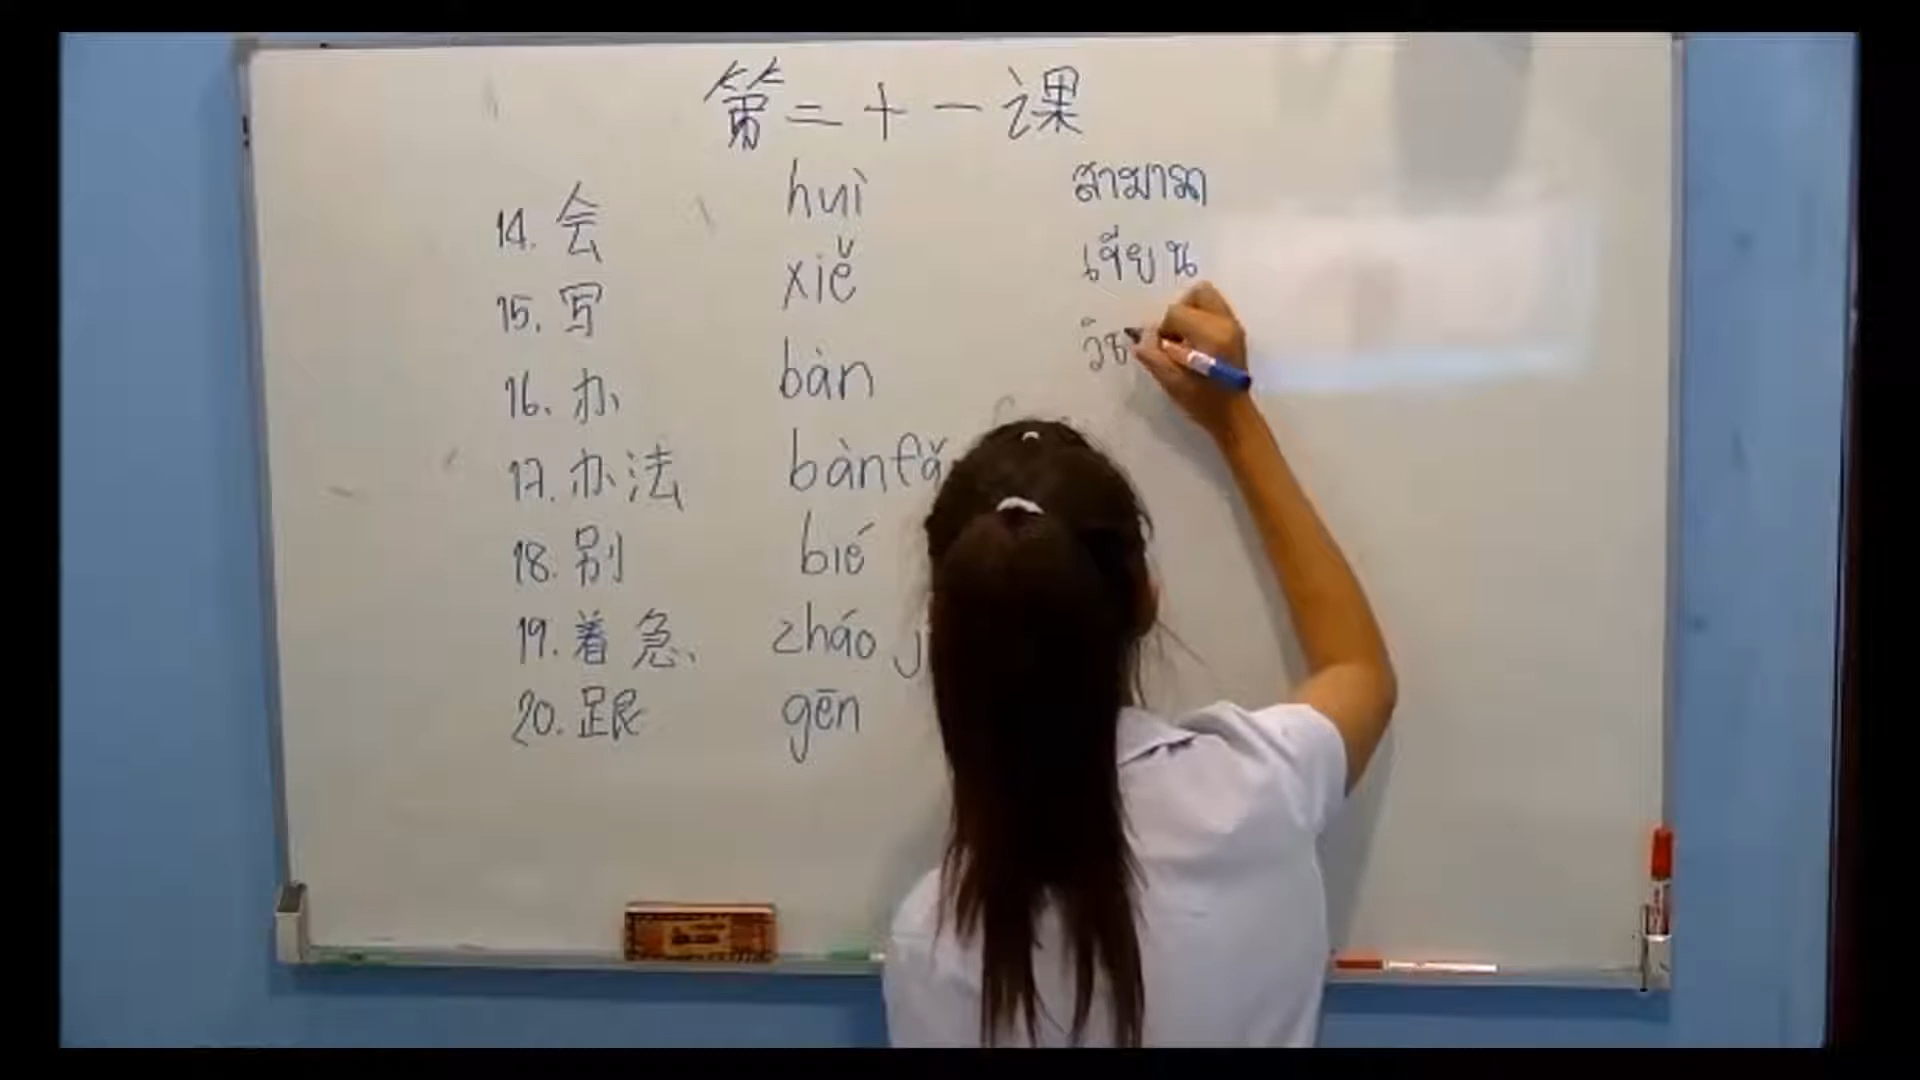 第二十一课
14. 会 huì สามารถ
15. 写 xiě เขียน
16. 办 bàn วิธ
17. 办法 bànfǎ
18. 别 bié
19. 着急 zháo j
20. 跟 gēn